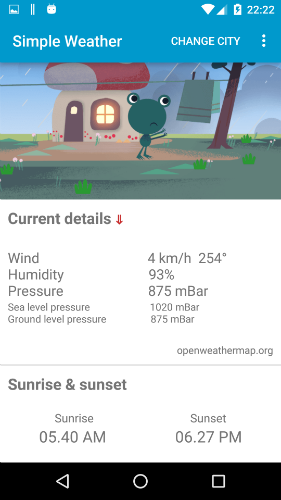 22:22
Simple Weather CHANGE CITY
Current details ⇓
Wind 4 km/h 254°
Humidity 93%
Pressure 875 mBar
Sea level pressure 1020 mBar
Ground level pressure 875 mBar
openweathermap.org
Sunrise & sunset
Sunrise Sunset
05.40 AM 06.27 PM